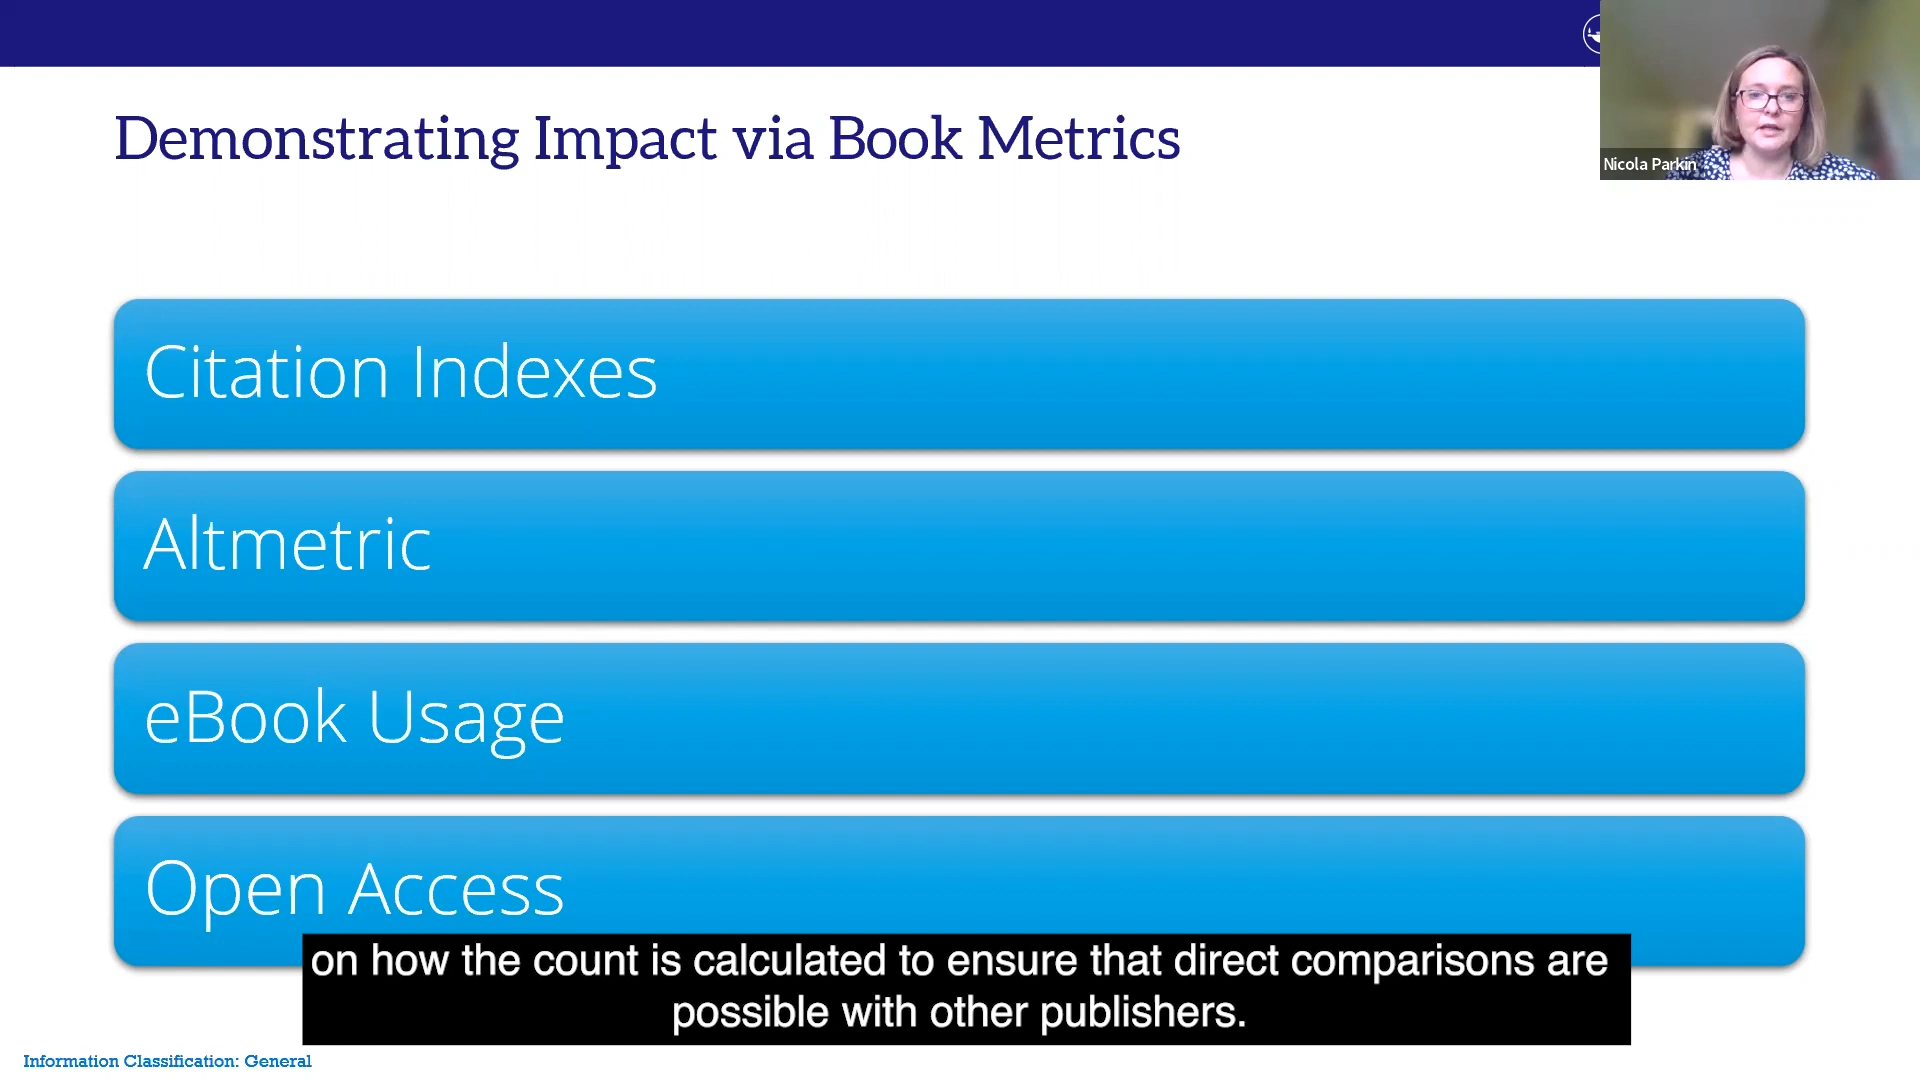 Demonstrating Impact via Book Metrics
Nicola Parkin
Citation Indexes
Altmetric
eBook Usage
Open Access
on how the count is calculated to ensure that direct comparisons are
possible with other publishers.
Information Classification: General